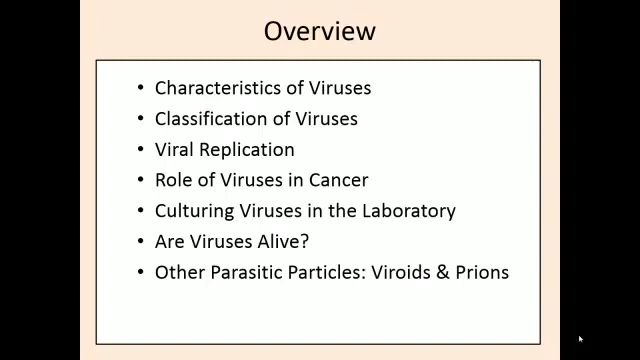 Overview
• Characteristics of Viruses
• Classification of Viruses
• Viral Replication
• Role of Viruses in Cancer
• Culturing Viruses in the Laboratory
• Are Viruses Alive?
• Other Parasitic Particles: Viroids & Prions